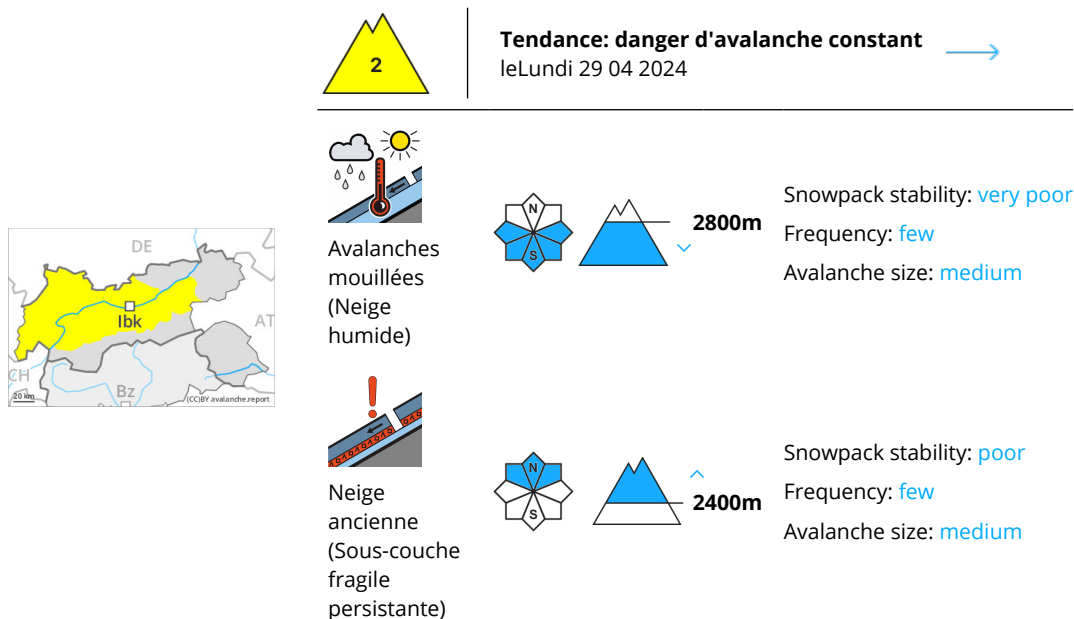 2
Tendance: danger d'avalanche constant
leLundi 29 04 2024
DE
Ibk
AT
CH
Bz
20 km
(CC)BY avalanche.report
Avalanches
mouillées
(Neige
humide)
N
S
2800m
Snowpack stability: very poor
Frequency: few
Avalanche size: medium
Neige
ancienne
(Sous-couche
fragile
persistante)
N
S
2400m
Snowpack stability: poor
Frequency: few
Avalanche size: medium